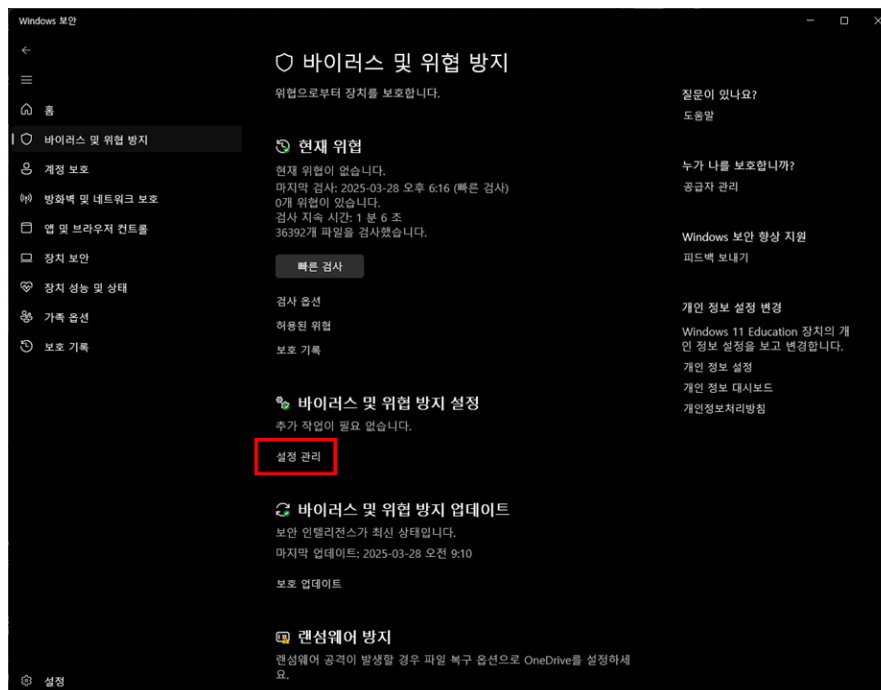 Windows 보안
홈
바이러스 및 위협 방지
계정 보호
방화벽 및 네트워크 보호
앱 및 브라우저 컨트롤
장치 보안
장치 성능 및 상태
가족 옵션
보호 기록
설정
바이러스 및 위협 방지
위협으로부터 장치를 보호합니다.
현재 위협
현재 위협이 없습니다.
마지막 검사: 2025-03-28 오후 6:16 (빠른 검사)
0개 위협이 있습니다.
검사 지속 시간: 1 분 6 초
36392개 파일을 검사했습니다.
빠른 검사
검사 옵션
허용된 위협
보호 기록
바이러스 및 위협 방지 설정
추가 작업이 필요 없습니다.
설정 관리
바이러스 및 위협 방지 업데이트
보안 인텔리전스가 최신 상태입니다.
마지막 업데이트: 2025-03-28 오전 9:10
보호 업데이트
랜섬웨어 방지
랜섬웨어 공격이 발생할 경우 파일 복구 옵션으로 OneDrive를 설정하세
요.
질문이 있나요?
도움말
누가 나를 보호합니까?
공급자 관리
Windows 보안 향상 지원
피드백 보내기
개인 정보 설정 변경
Windows 11 Education 장치의 개
인 정보 설정을 보고 변경합니다.
개인 정보 설정
개인 정보 대시보드
개인정보처리방침